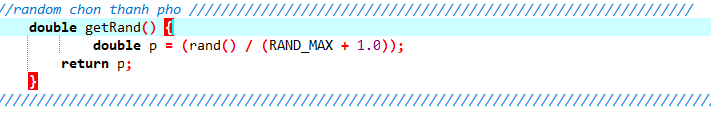 //random chon thanh pho ///////////////////////////////////////////////////////////////////
double getRand() {
double p = (rand() / (RAND_MAX + 1.0));
return p;
}
//////////////////////////////////////////////////////////////////////////////////////////